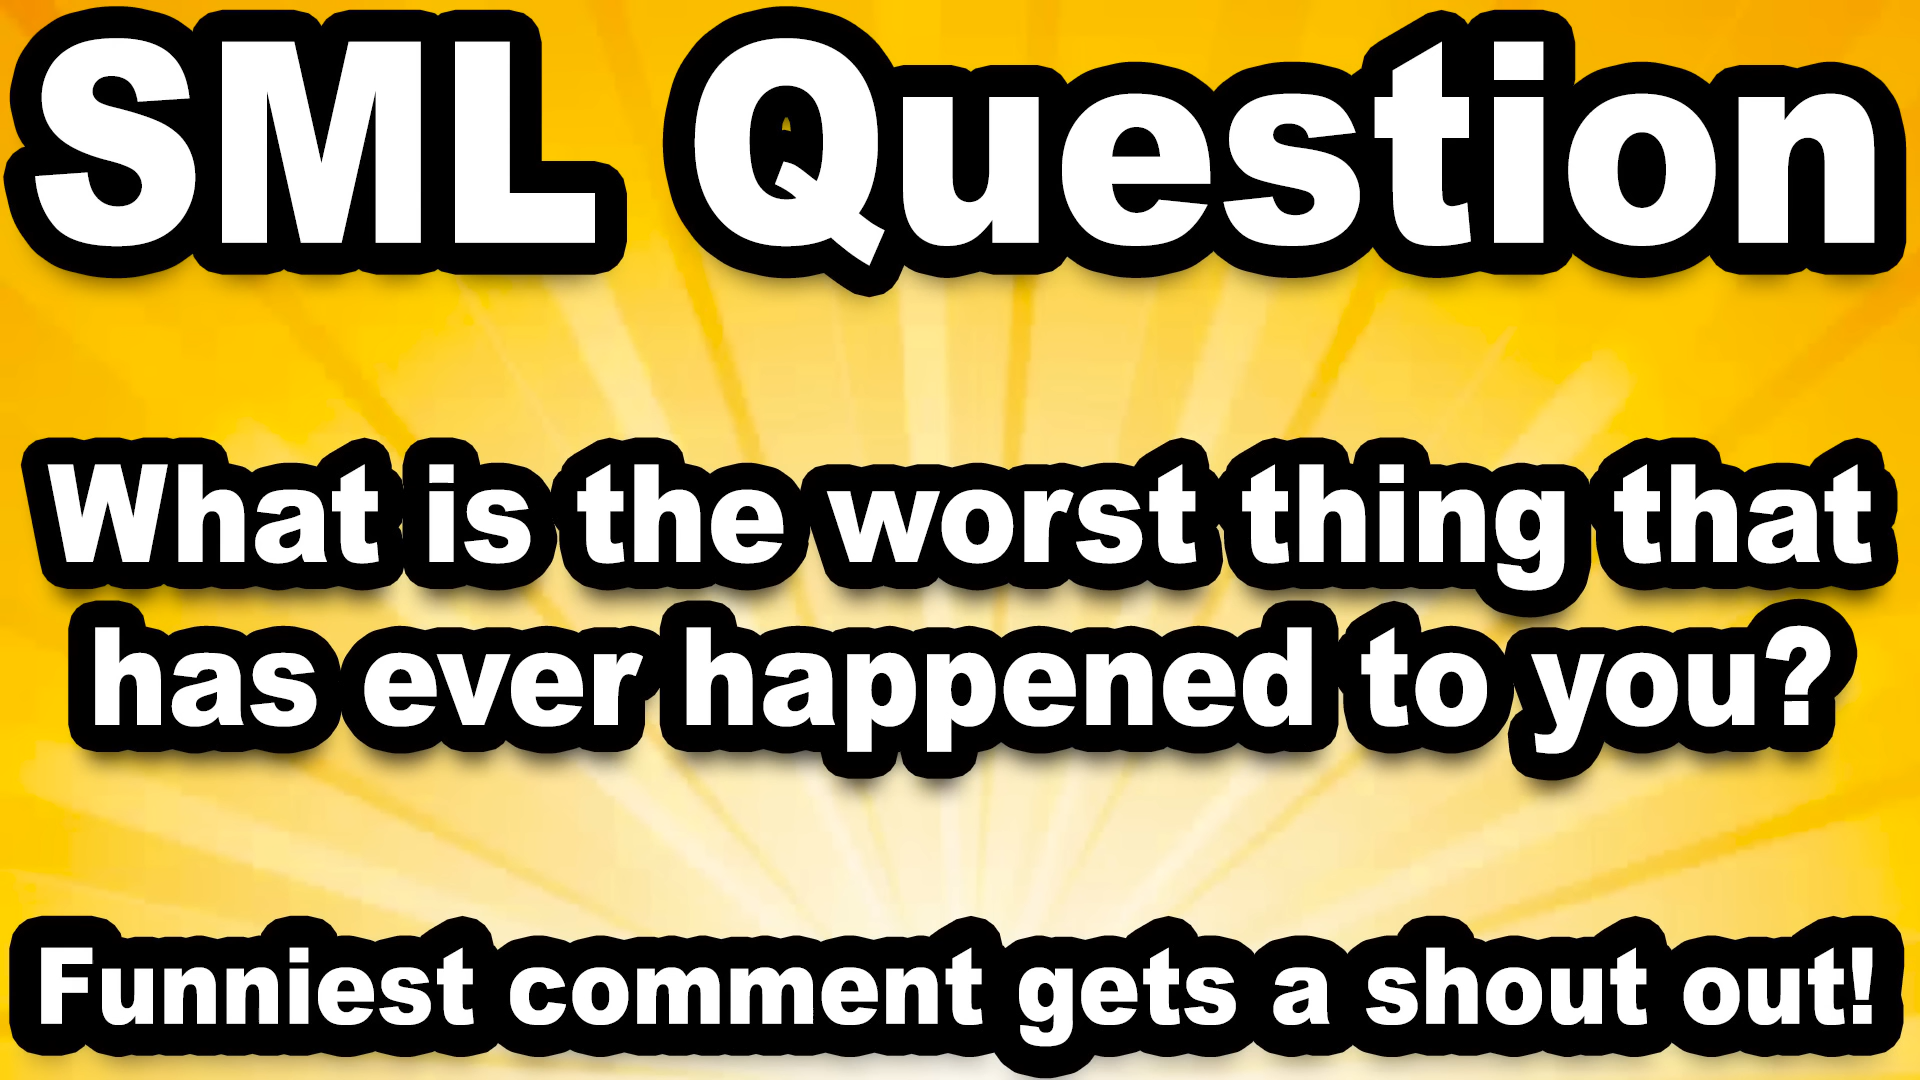 SML Question
What is the worst thing that
has ever happened to you?
Funniest comment gets a shout out!